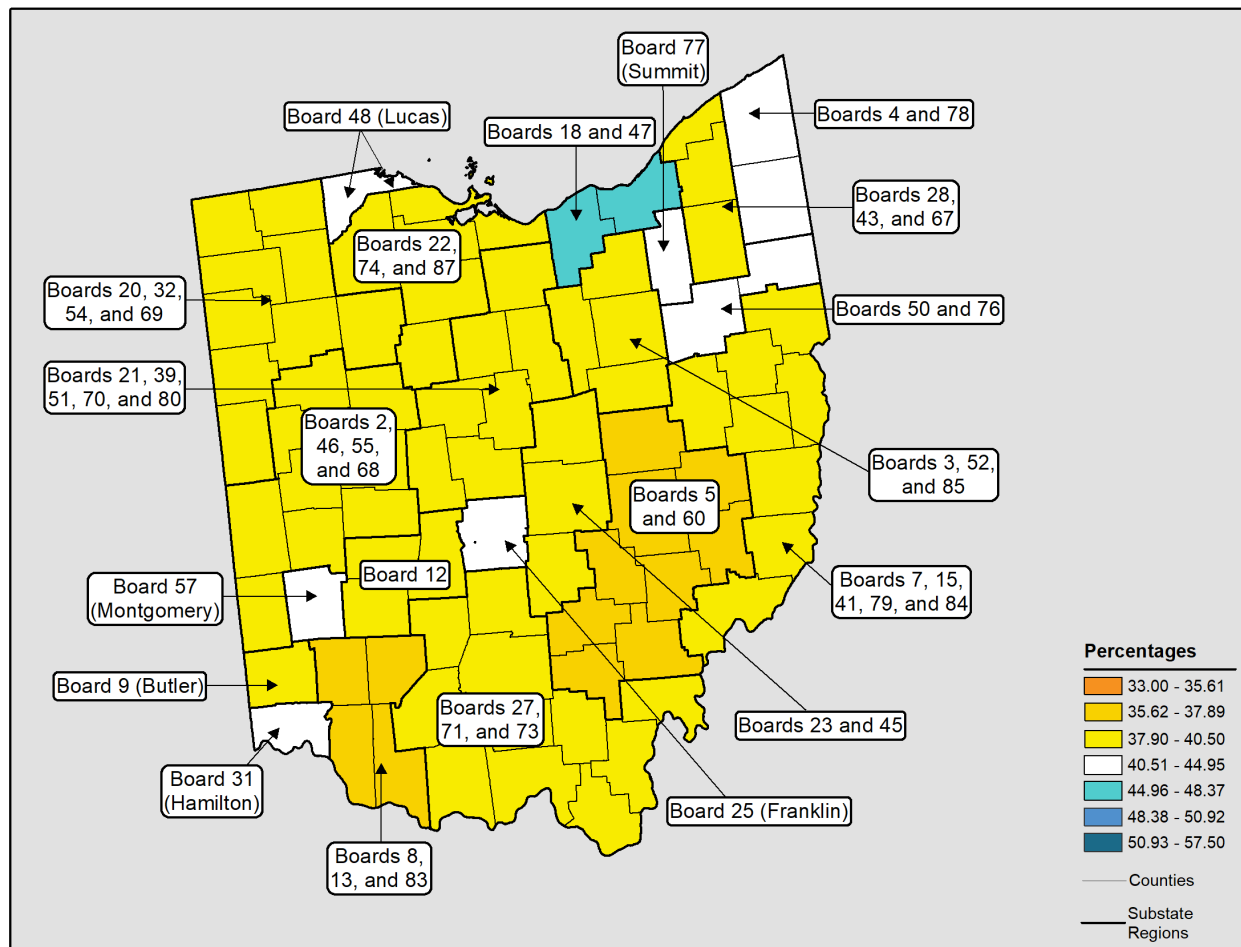 Board 77
(Summit)
Board 48 (Lucas)
Boards 18 and 47
Boards 4 and 78
Boards 28,
43, and 67
Boards 22,
74, and 87
Boards 20, 32,
54, and 69
Boards 50 and 76
Boards 21, 39,
51, 70, and 80
Boards 2,
46, 55,
and 68
Boards 3, 52,
and 85
Boards 5
and 60
Board 57
(Montgomery)
Board 12
Boards 7, 15,
41, 79, and 84
Board 9 (Butler)
Boards 27,
71, and 73
Boards 23 and 45
Board 31
(Hamilton)
Board 25 (Franklin)
Boards 8,
13, and 83
Percentages
33.00 - 35.61
35.62 - 37.89
37.90 - 40.50
40.51 - 44.95
44.96 - 48.37
48.38 - 50.92
50.93 - 57.50
Counties
Substate
Regions